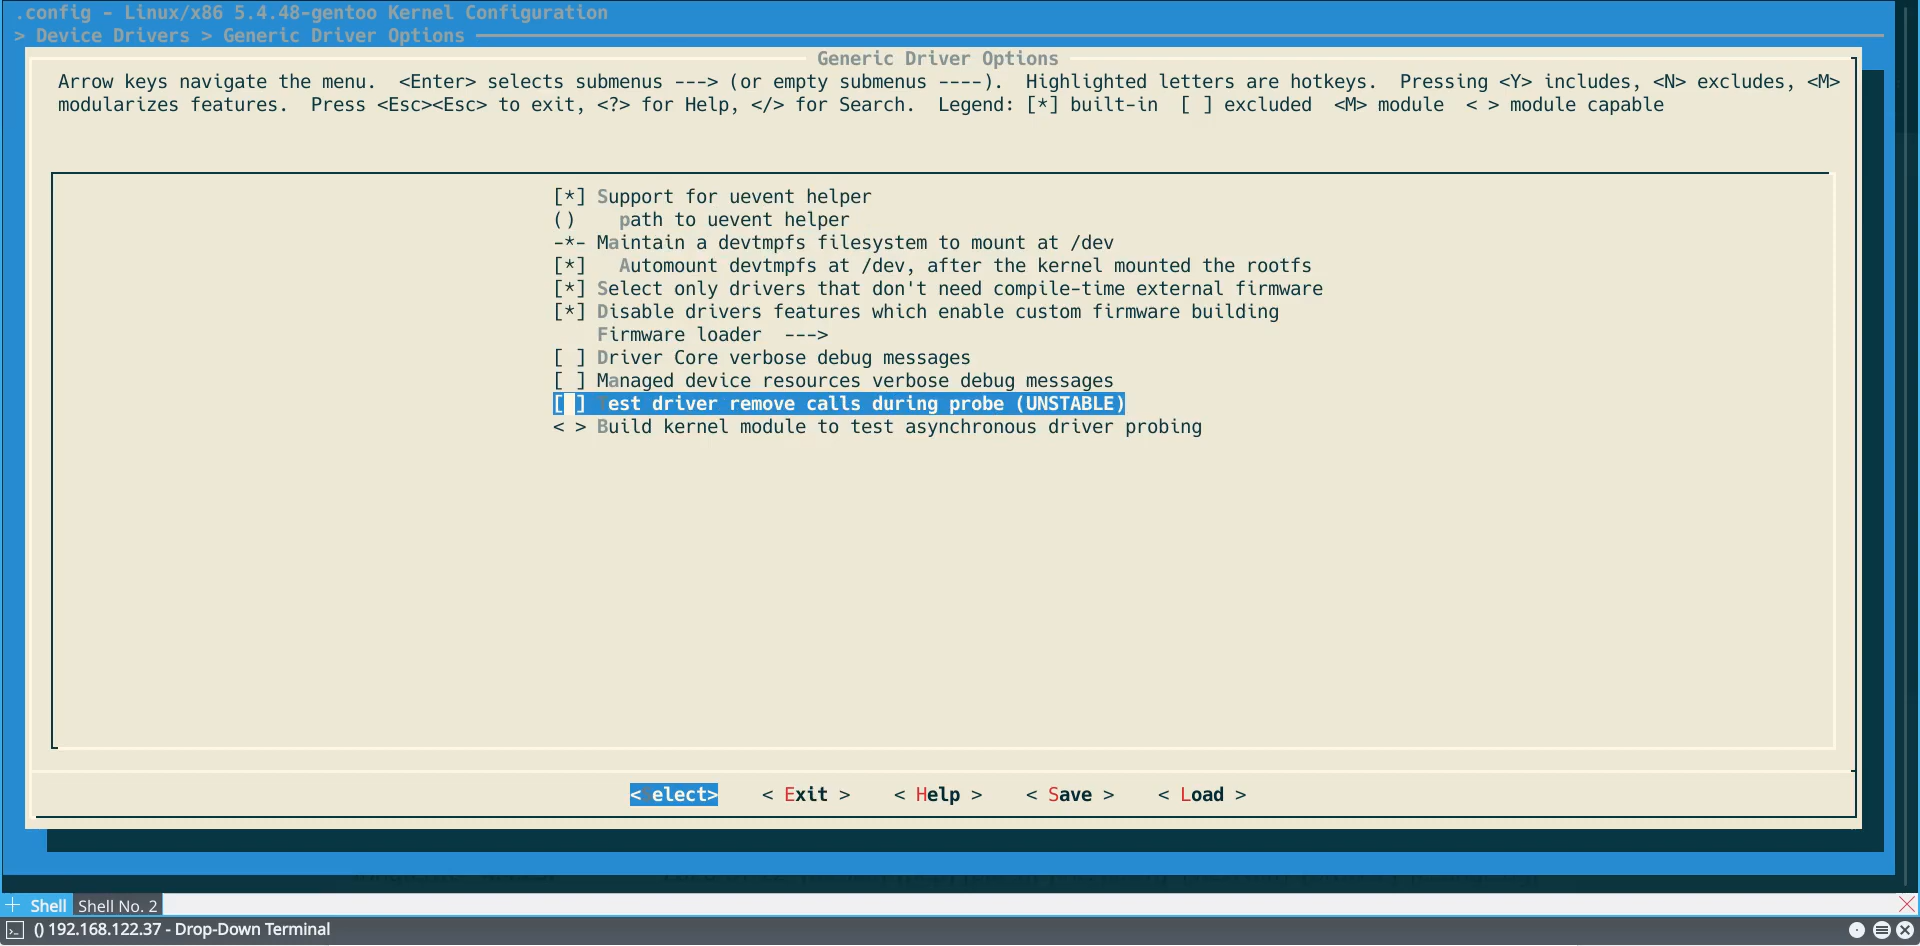 .config - Linux/x86 5.4.48-gentoo Kernel Configuration
> Device Drivers > Generic Driver Options
Generic Driver Options
Arrow keys navigate the menu.  <Enter> selects submenus ---> (or empty submenus ----).  Highlighted letters are hotkeys.  Pressing <Y> includes, <N> excludes, <M>
modularizes features.  Press <Esc><Esc> to exit, <?> for Help, </> for Search.  Legend: [*] built-in  [ ] excluded  <M> module  < > module capable
[*] Support for uevent helper
()    path to uevent helper
-*- Maintain a devtmpfs filesystem to mount at /dev
[*]   Automount devtmpfs at /dev, after the kernel mounted the rootfs
[*] Select only drivers that don't need compile-time external firmware
[*] Disable drivers features which enable custom firmware building
Firmware loader  --->
[ ] Driver Core verbose debug messages
[ ] Managed device resources verbose debug messages
[ ] Test driver remove calls during probe (UNSTABLE)
< > Build kernel module to test asynchronous driver probing
<Select>    < Exit >    < Help >    < Save >    < Load >
Shell  Shell No. 2
() 192.168.122.37 - Drop-Down Terminal